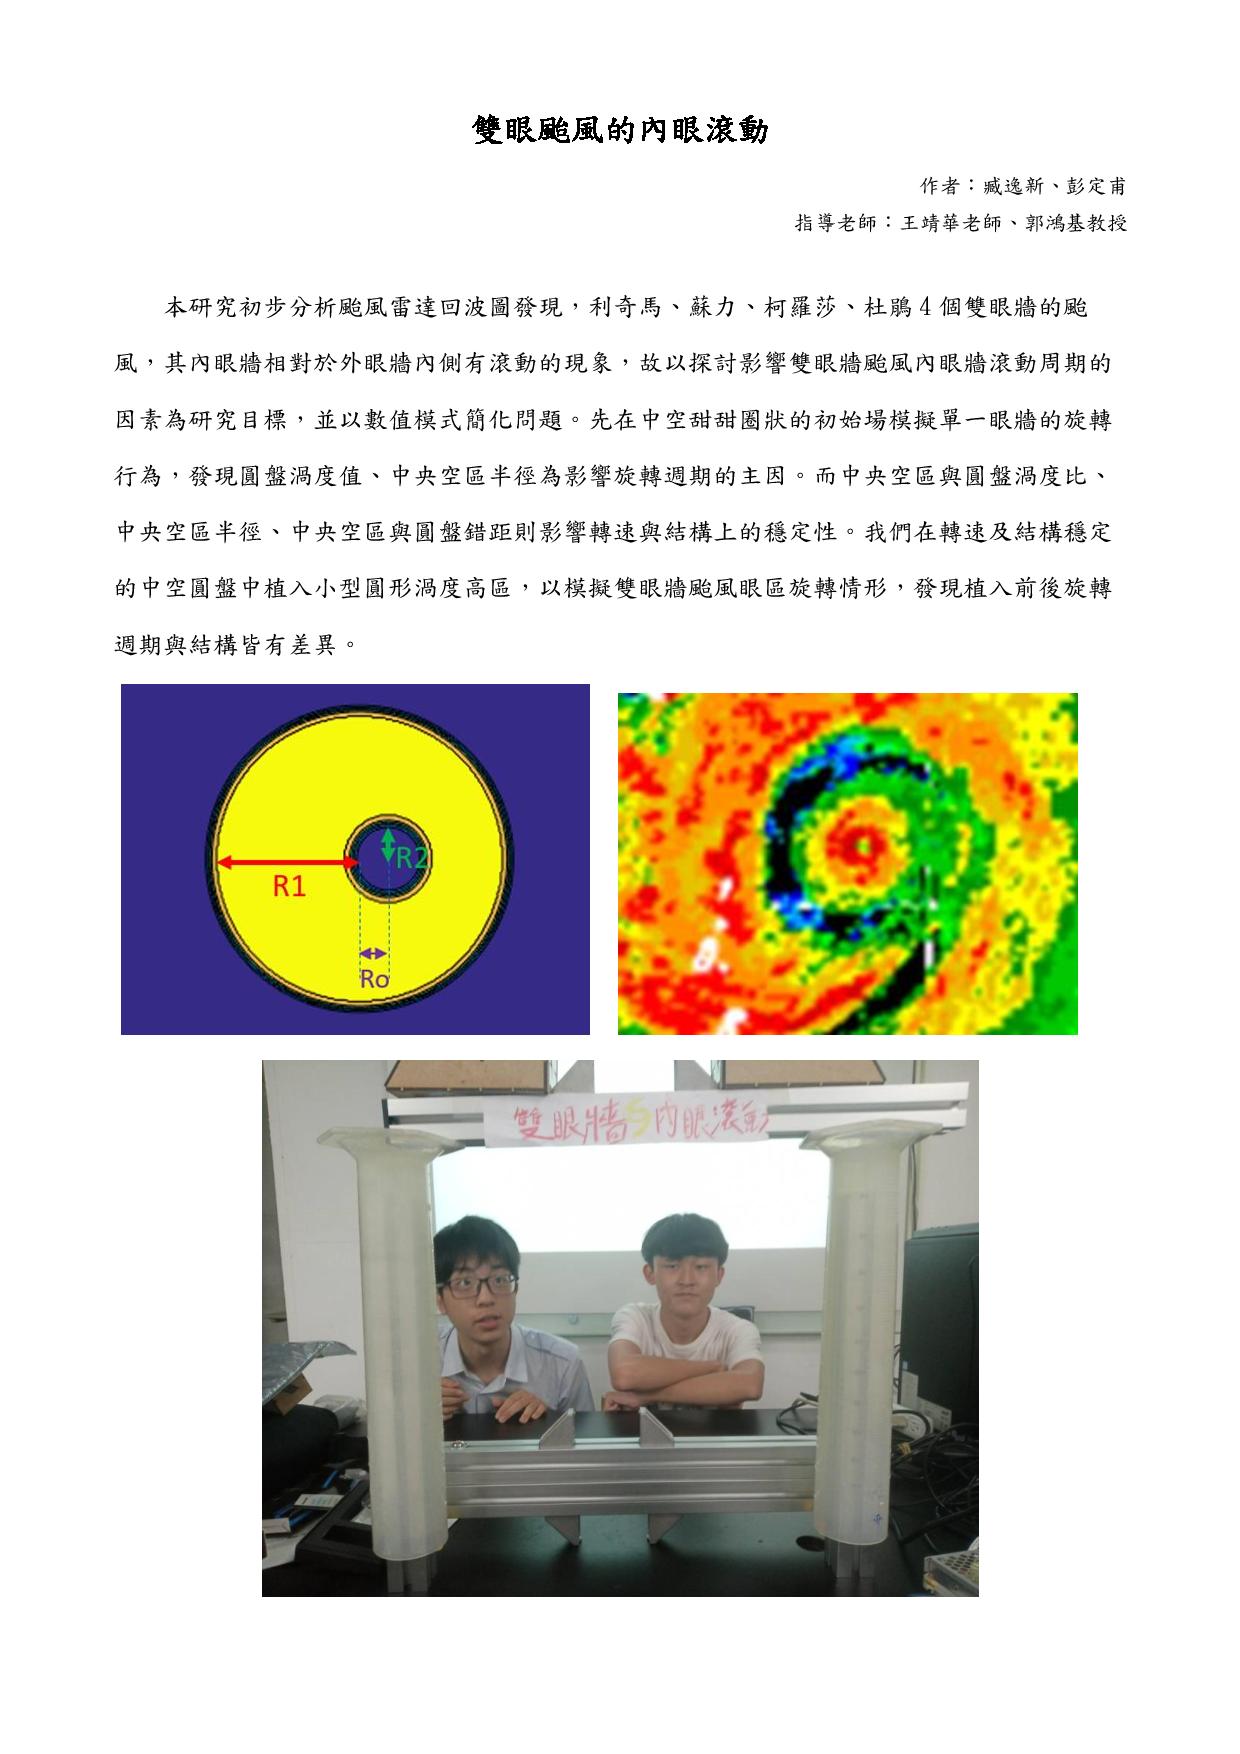 雙眼颱風的內眼滾動
作者：臧逸新、彭定甫
指導老師：王靖華老師、郭鴻基教授
本研究初步分析颱風雷達回波圖發現，利奇馬、蘇力、柯羅莎、杜鵑 4 個雙眼牆的颱
風，其內眼牆相對於外眼牆內側有滾動的現象，故以探討影響雙眼牆颱風內眼牆滾動周期的
因素為研究目標，並以數值模式簡化問題。先在中空甜甜圈狀的初始場模擬單一眼牆的旋轉
行為，發現圓盤渦度值、中央空區半徑為影響旋轉週期的主因。而中央空區與圓盤渦度比、
中央空區半徑、中央空區與圓盤錯距則影響轉速與結構上的穩定性。我們在轉速及結構穩定
的中空圓盤中植入小型圓形渦度高區，以模擬雙眼牆颱風眼區旋轉情形，發現植入前後旋轉
週期與結構皆有差異。
R2
R1
Ro
雙眼牆ㄉ內眼滾動